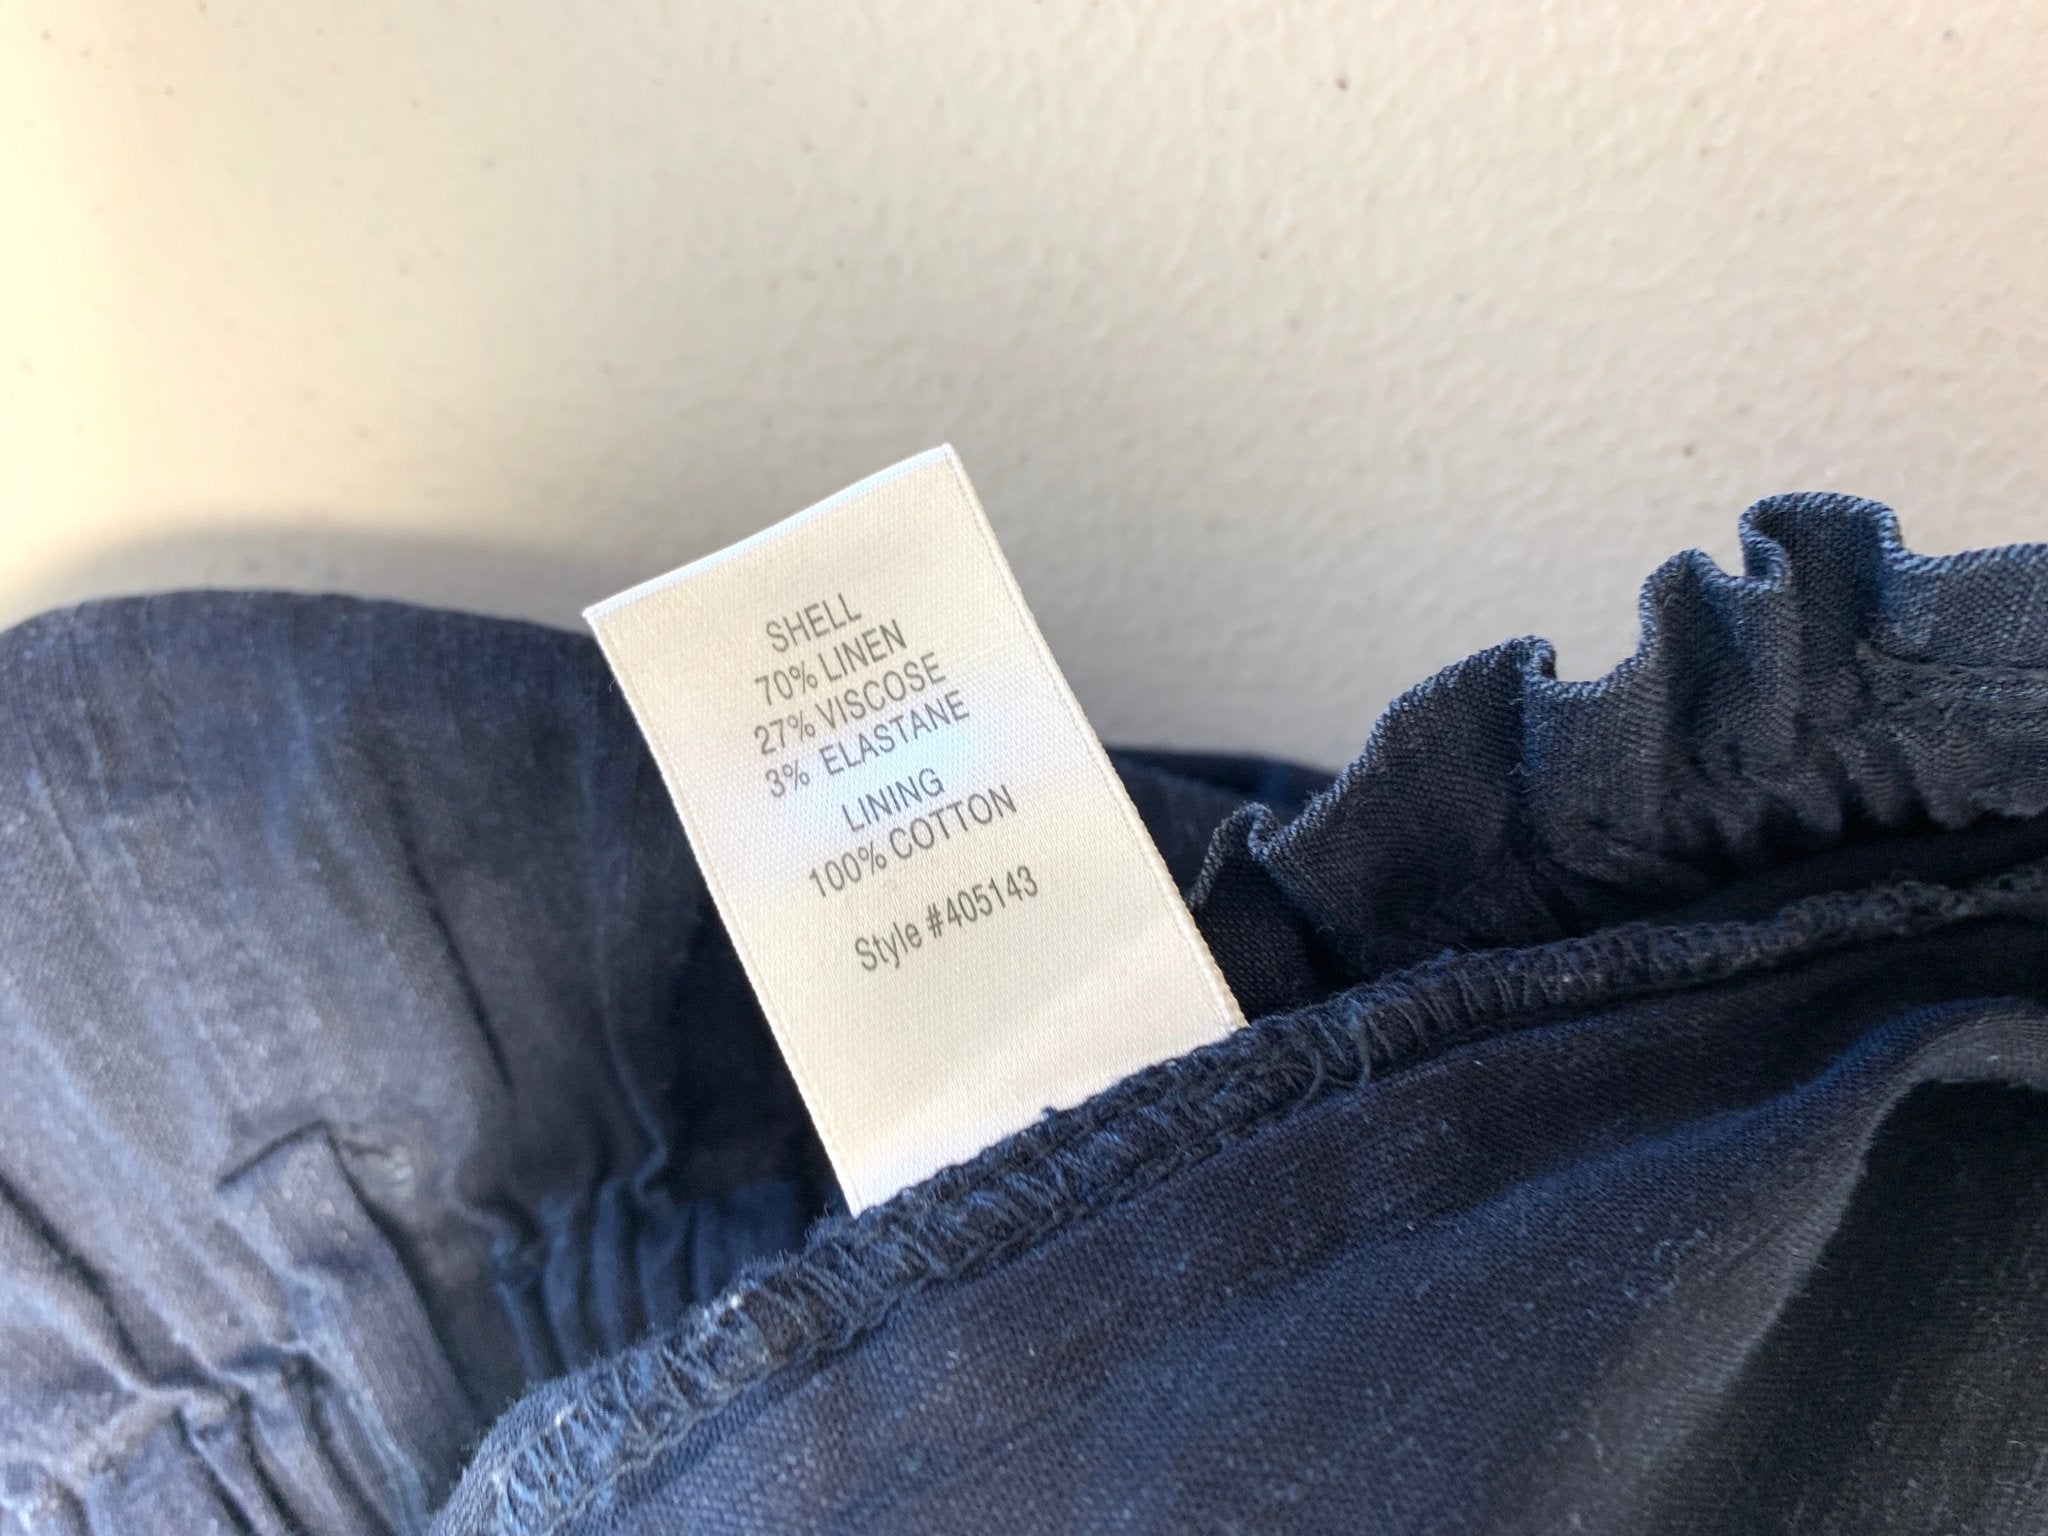 SHELL
70% LINEN
27% VISCOSE
3% ELASTANE
LINING
100% COTTON
Style #405143